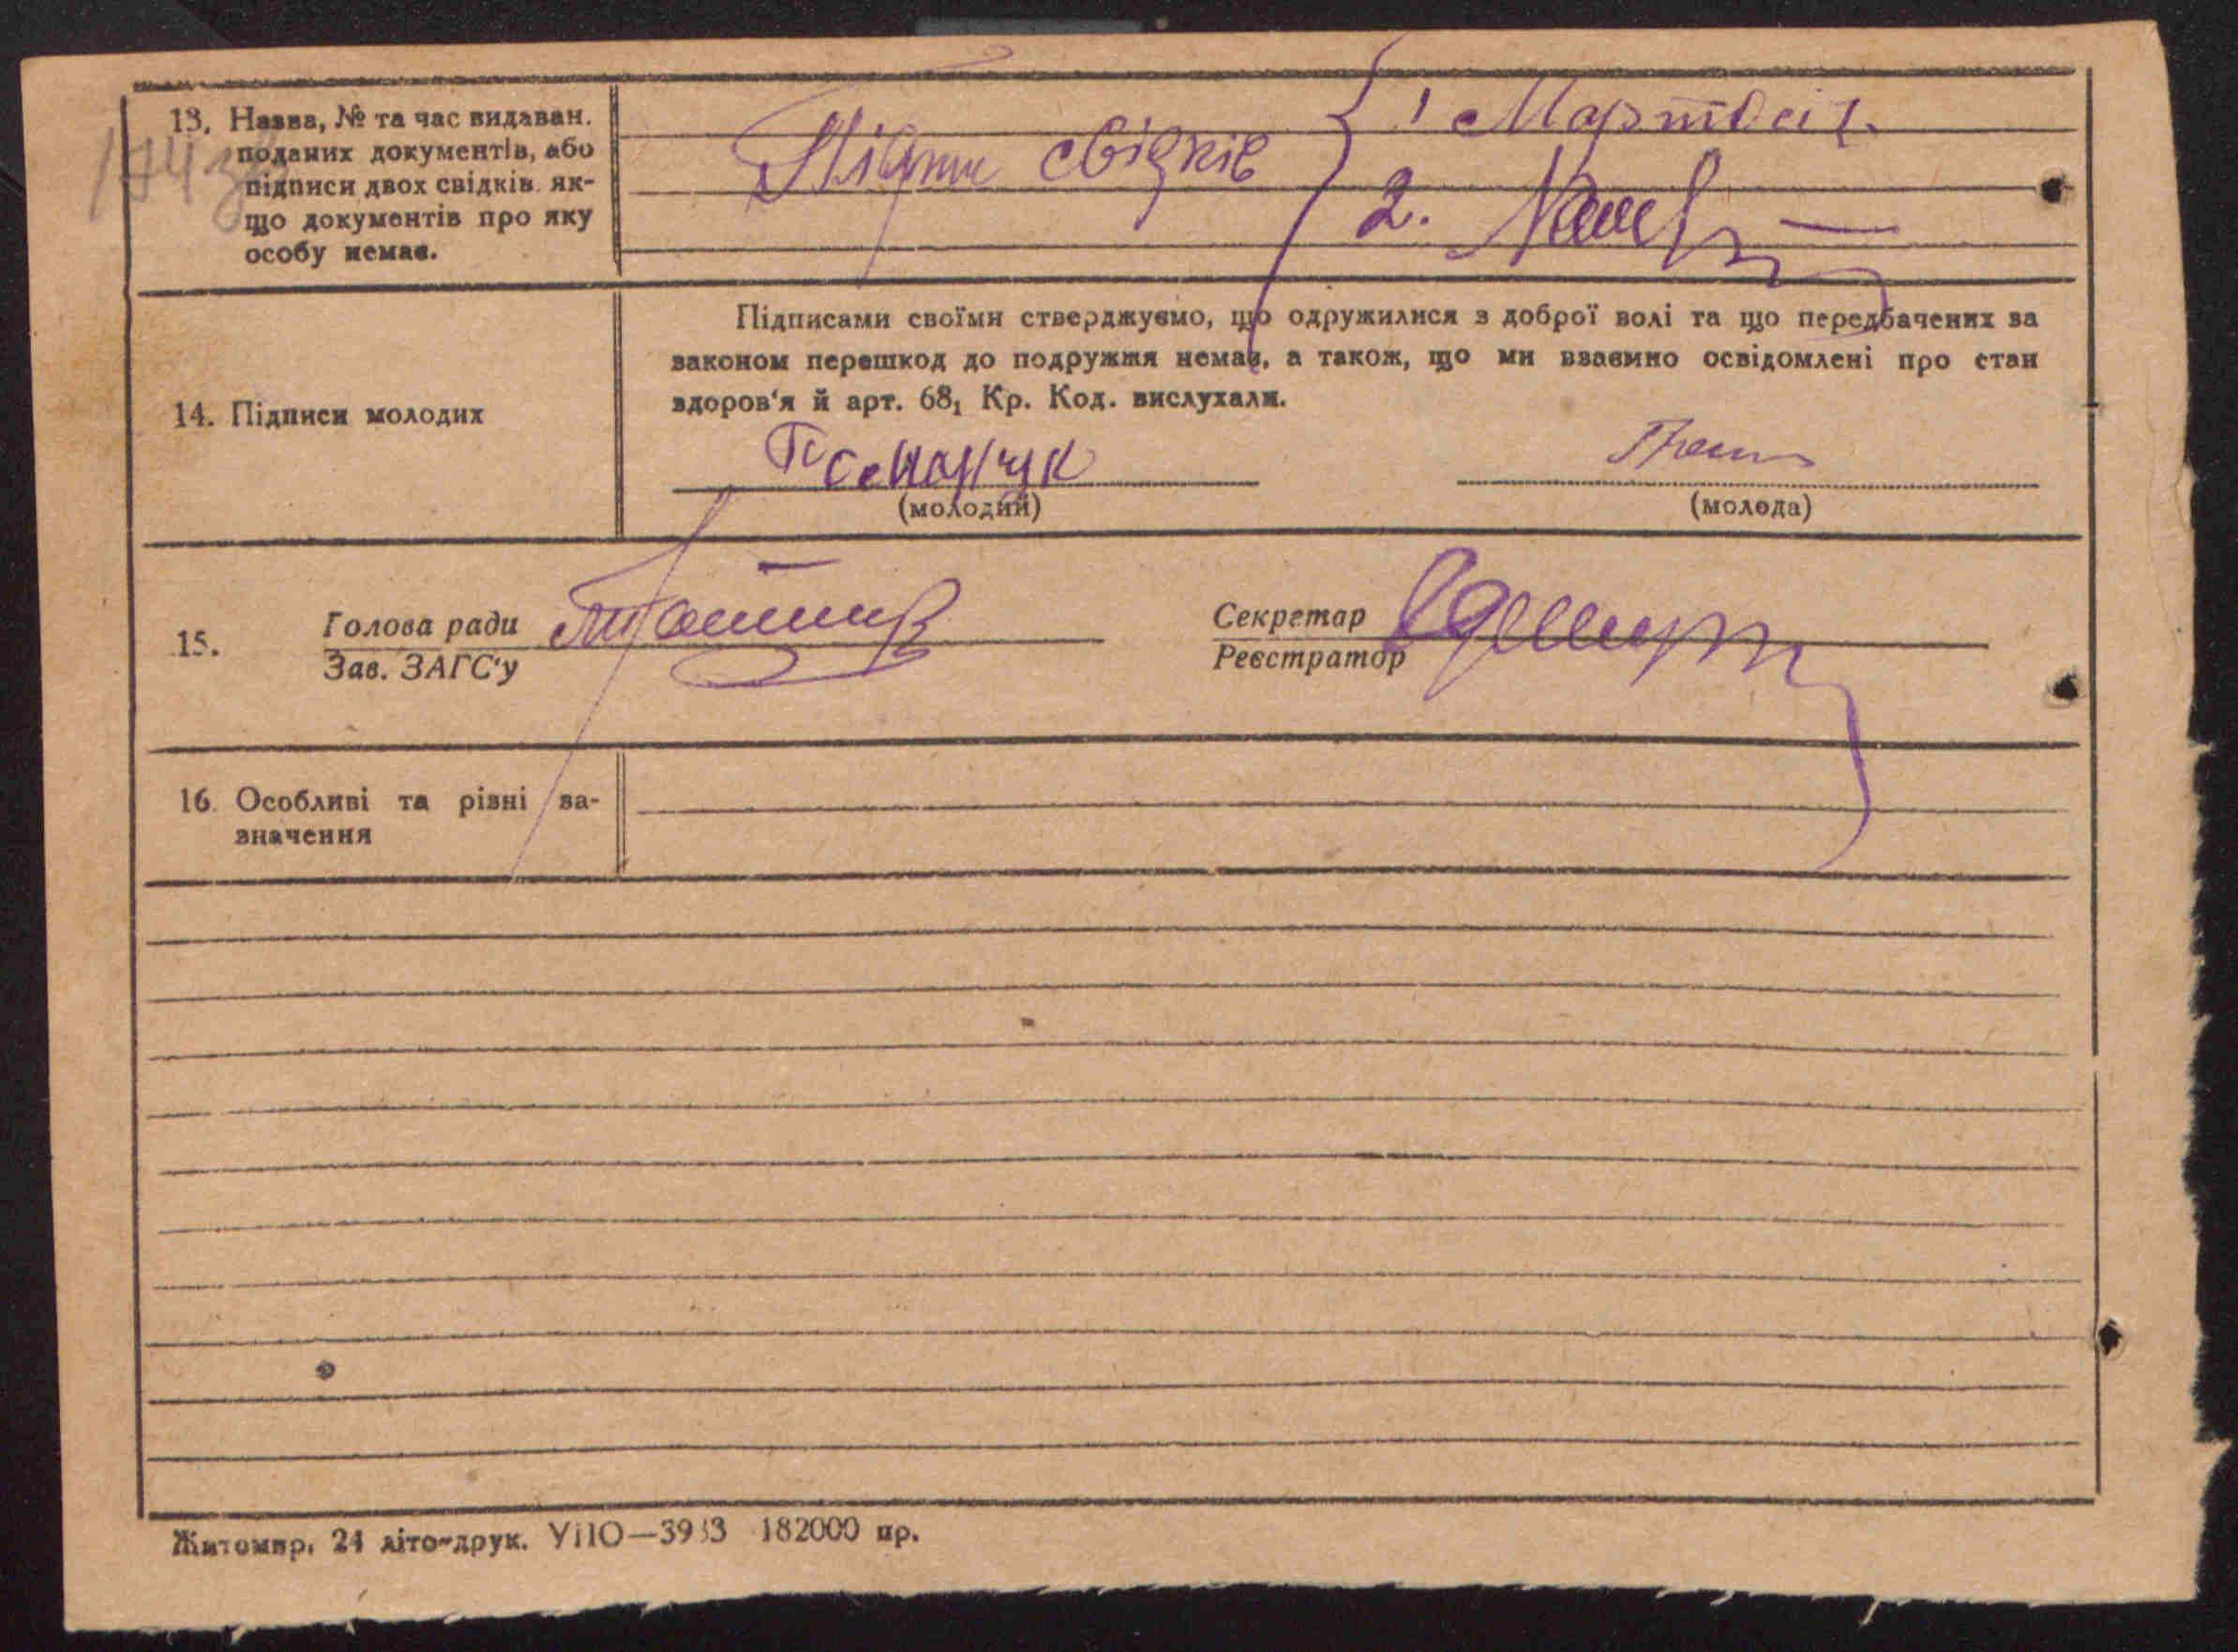 13. Назва, № та час видаван.
поданих документів, або
підписи двох свідків як-
що документів про яку
особу немає.
Підписи свідків
1
2.
Підписами своїми стверджуємо, що одружилися з доброї волі та що передбачених за
законом перешкод до подружжя немає, а також, що ми взаємно освідомлені про стан
здоров'я й арт. 68₁ Кр. Код. вислухали.
14. Підписи молодих
(молодий)
(молода)
15.
Голова ради
Зав. ЗАГС'у
Секретар
Реєстратор
16. Особливі та різні за-
значення
Житомир. 24 літо-друк. УПО—3933 182000 пр.